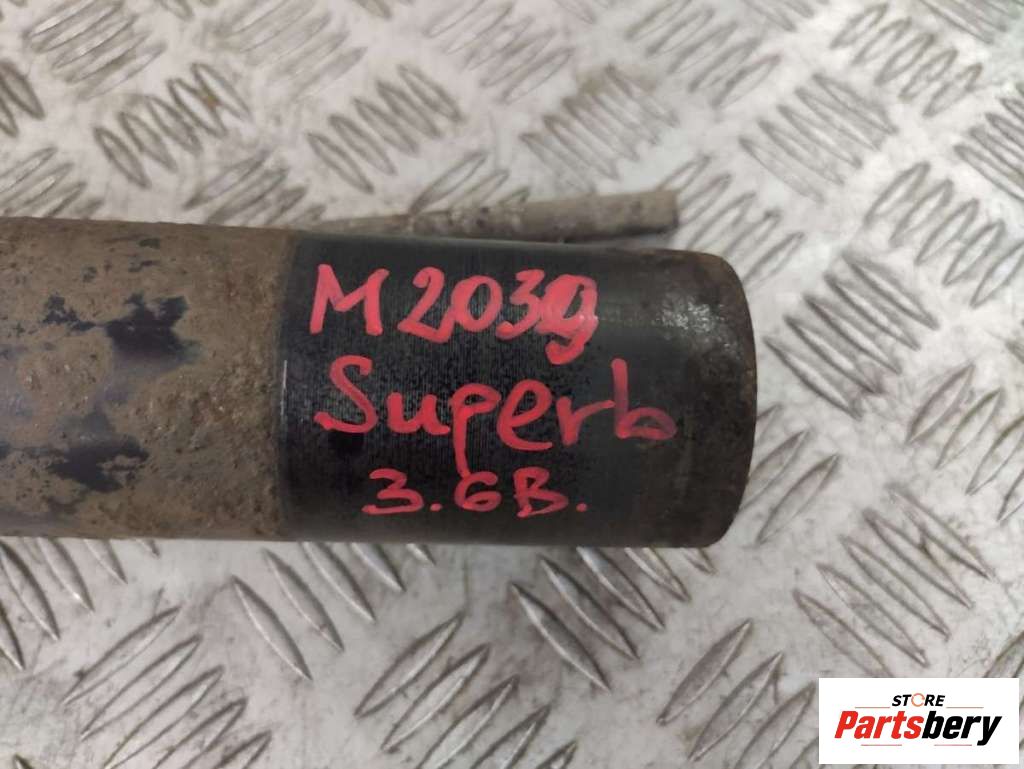 M2039
Superb
3.6B.
STORE
Partsbery